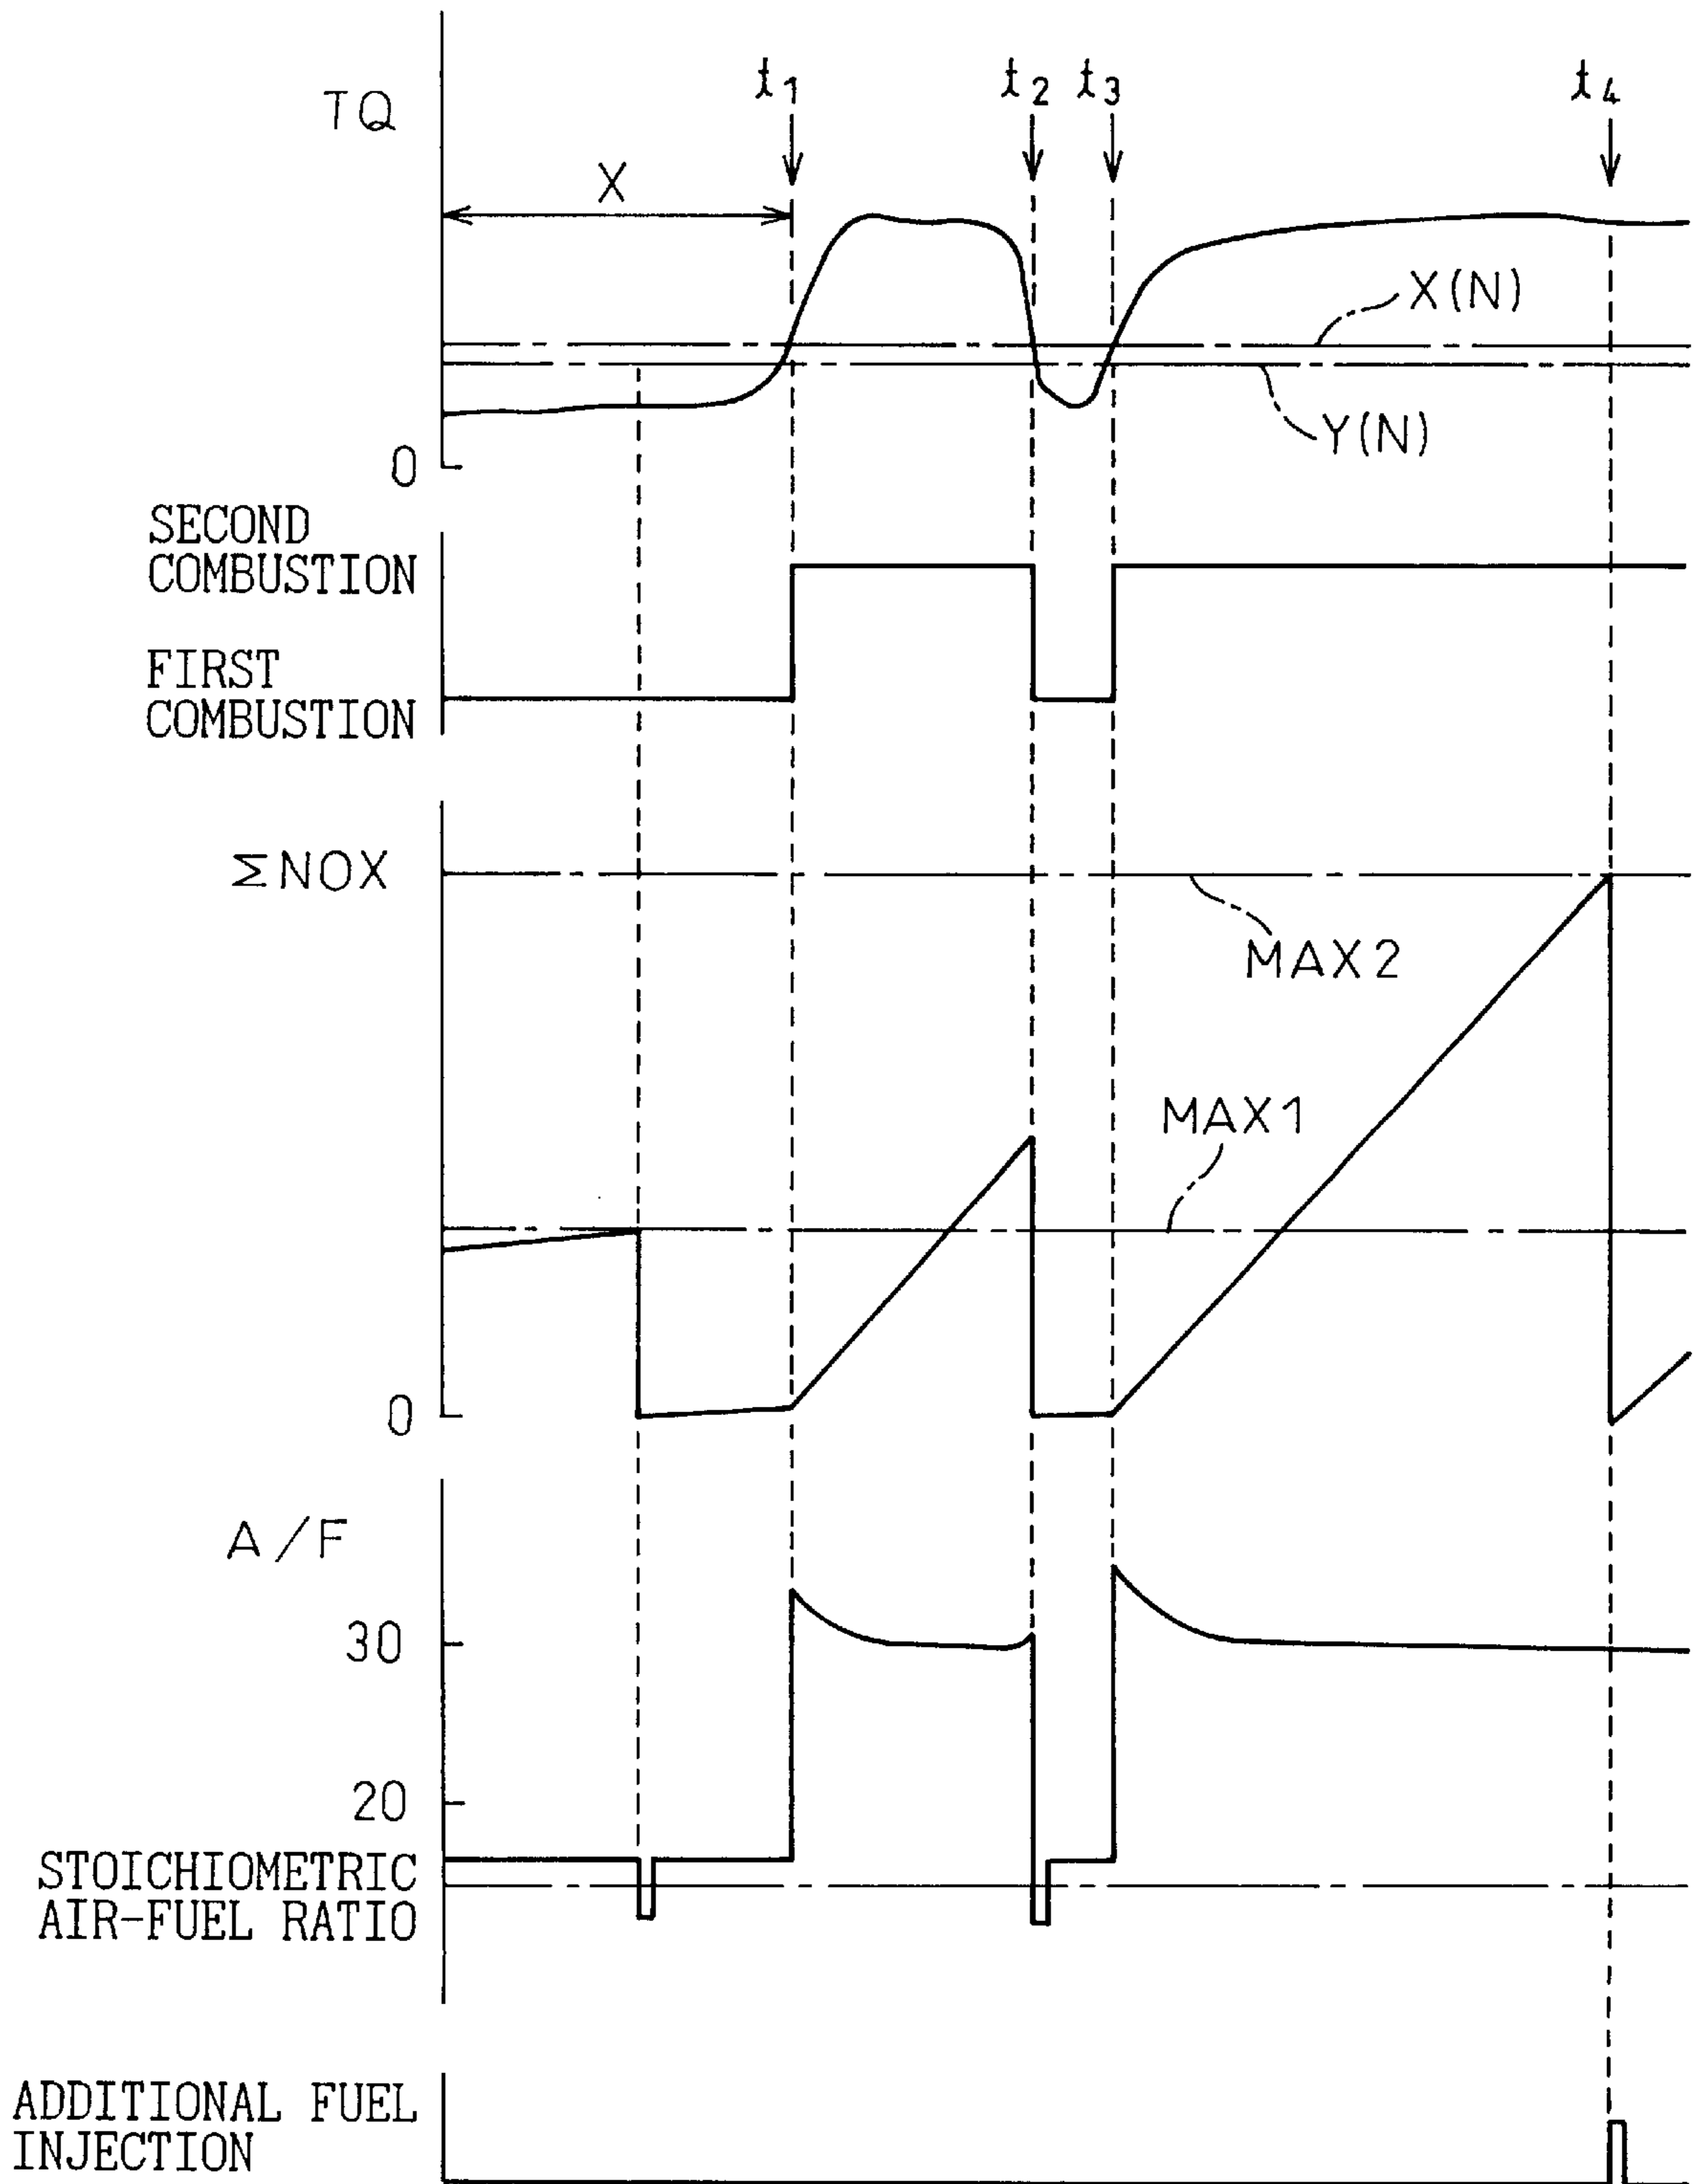 TQ
t1
t2
t3
t4
X
X(N)
Y(N)
0
SECOND
COMBUSTION
FIRST
COMBUSTION
ΣNOX
MAX2
MAX1
0
A/F
30
20
STOICHIOMETRIC
AIR-FUEL RATIO
ADDITIONAL FUEL
INJECTION